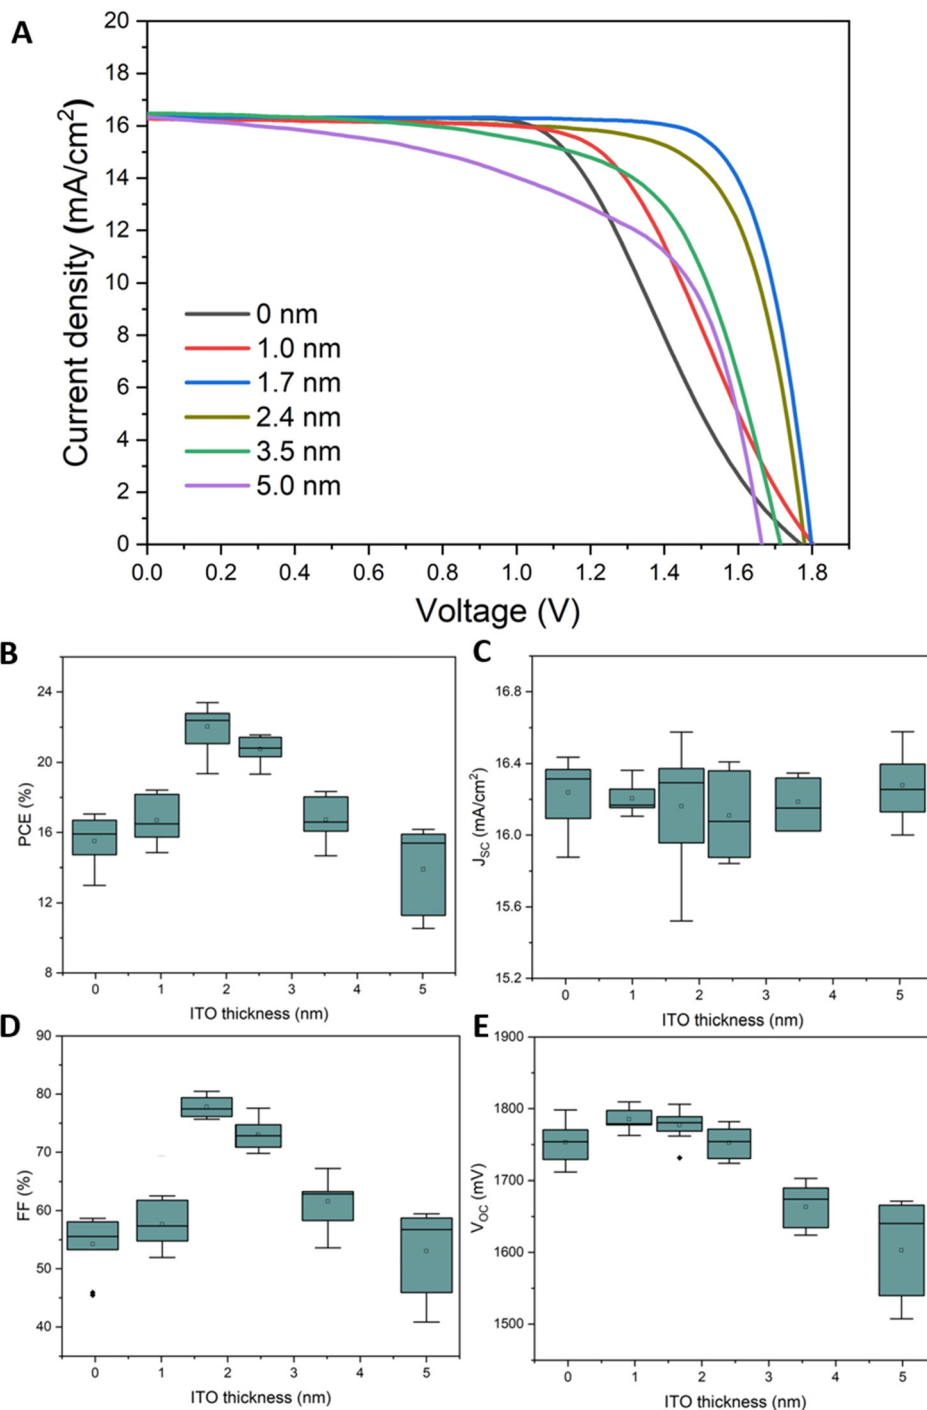 A
20
18
16
14
12
10
8
6
4
2
0
Current density (mA/cm²)
0 nm
1.0 nm
1.7 nm
2.4 nm
3.5 nm
5.0 nm
0.0 0.2 0.4 0.6 0.8 1.0 1.2 1.4 1.6 1.8
Voltage (V)
B
24
20
16
12
8
PCE (%)
0 1 2 3 4 5
ITO thickness (nm)
C
16.8
16.4
16.0
15.6
15.2
JSC (mA/cm²)
0 1 2 3 4 5
ITO thickness (nm)
D
90
80
70
60
50
40
FF (%)
0 1 2 3 4 5
ITO thickness (nm)
E
1900
1800
1700
1600
1500
VOC (mV)
0 1 2 3 4 5
ITO thickness (nm)